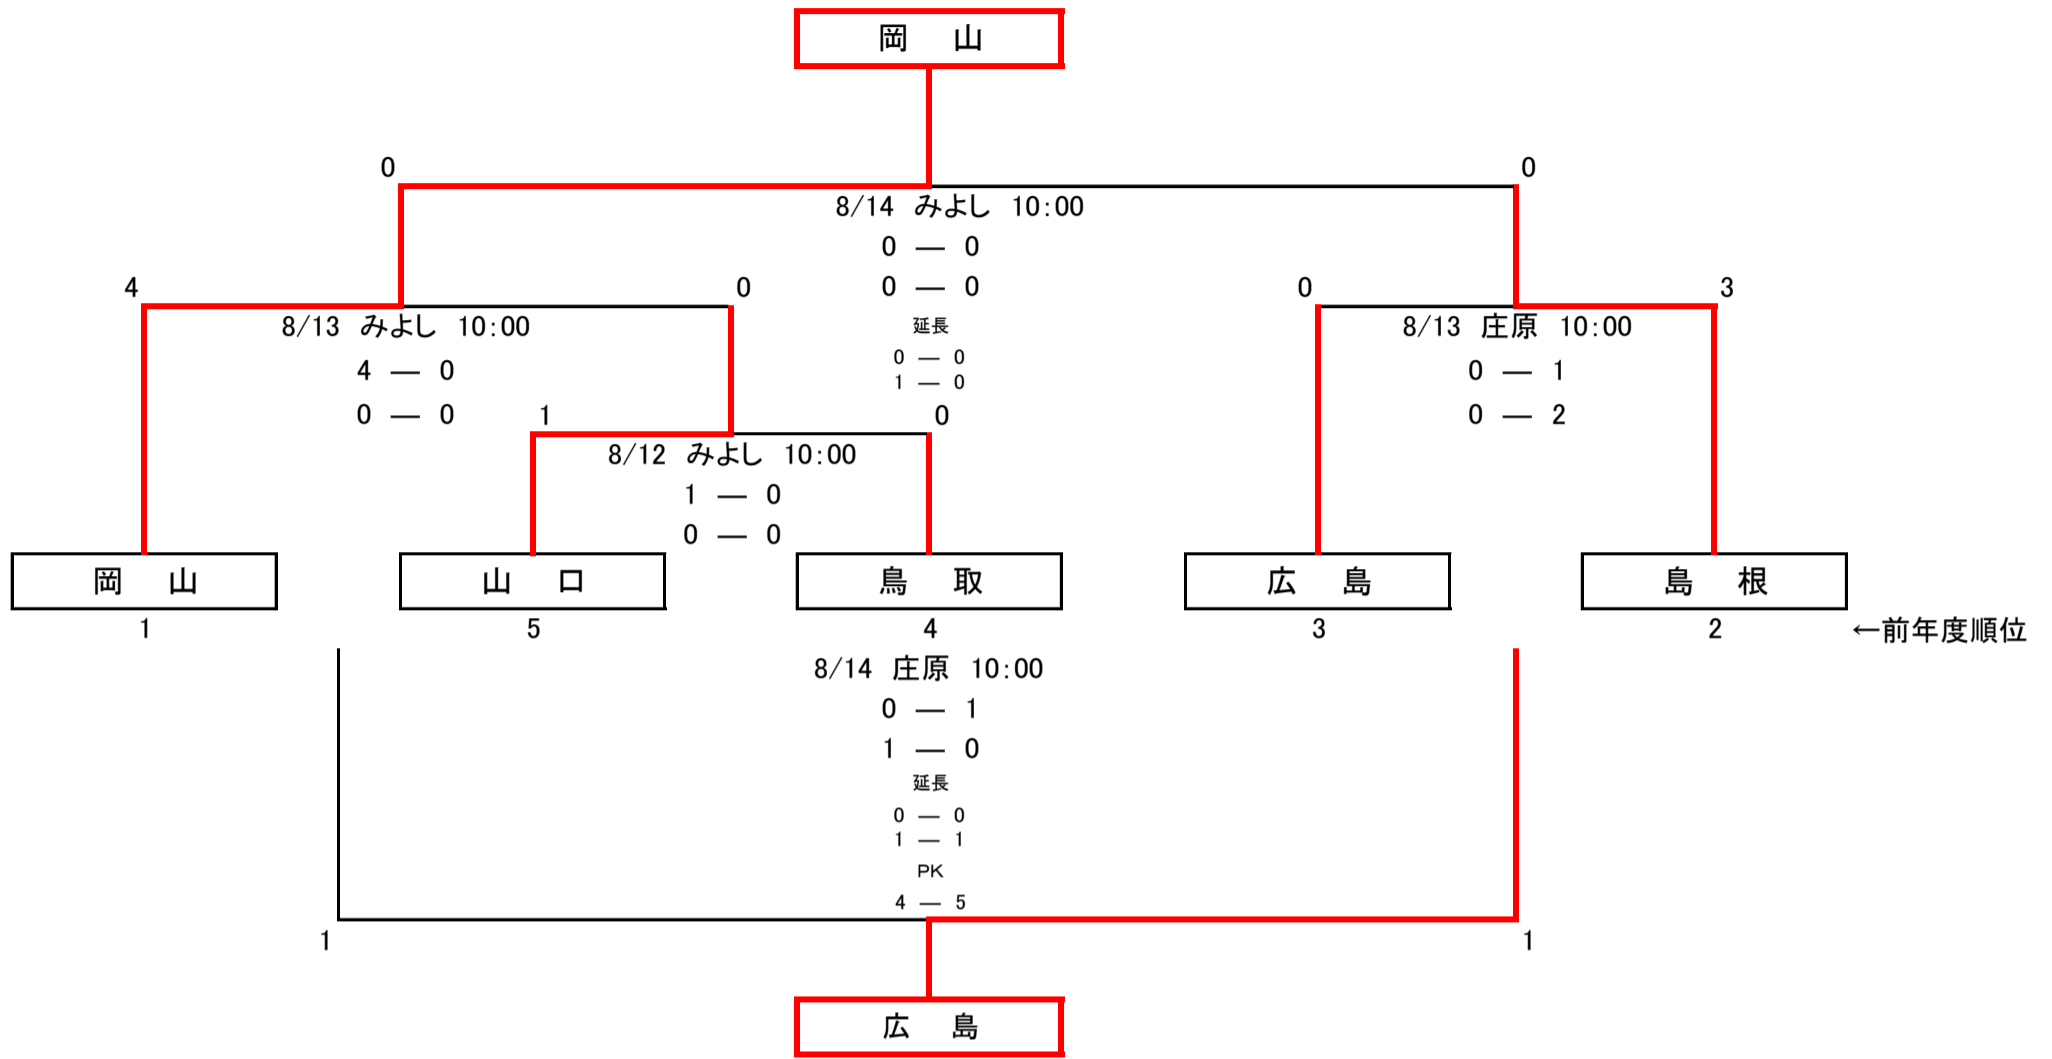 岡　山
0
0
8/14 みよし 10:00
0 ― 0
0 ― 0
延長
0 ― 0
1 ― 0
4
0
8/13 みよし 10:00
4 ― 0
0 ― 0
0
3
8/13 庄原 10:00
0 ― 1
0 ― 2
1
0
8/12 みよし 10:00
1 ― 0
0 ― 0
岡　山
山　口
鳥　取
広　島
島　根
1
5
4
3
2
←前年度順位
8/14 庄原 10:00
0 ― 1
1 ― 0
延長
0 ― 0
1 ― 1
PK
4 ― 5
1
1
広　島